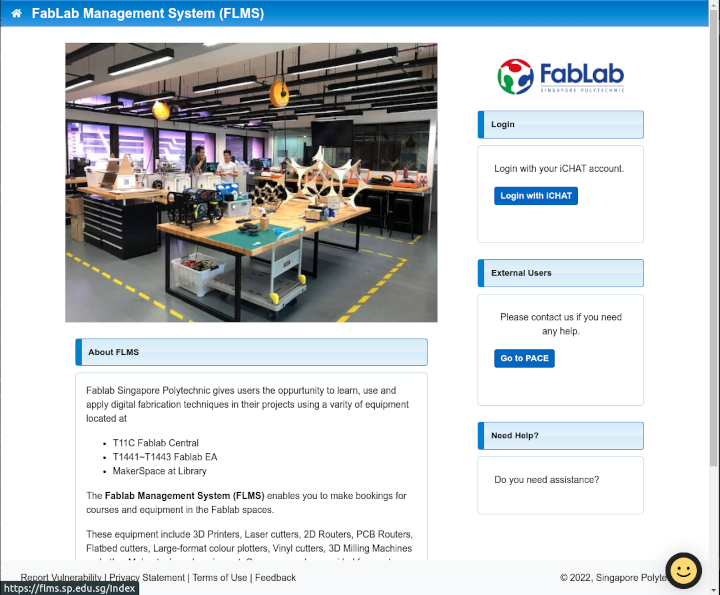 FabLab Management System (FLMS)
FabLab
SINGAPORE POLYTECHNIC
Login
Login with your iCHAT account.
Login with iCHAT
External Users
Please contact us if you need
any help.
Go to PACE
Need Help?
Do you need assistance?
About FLMS
Fablab Singapore Polytechnic gives users the oppurtunity to learn, use and
apply digital fabrication techniques in their projects using a varity of equipment
located at
T11C Fablab Central
T1441~T1443 Fablab EA
MakerSpace at Library
The Fablab Management System (FLMS) enables you to make bookings for
courses and equipment in the Fablab spaces.
These equipment include 3D Printers, Laser cutters, 2D Routers, PCB Routers,
Flatbed cutters, Large-format colour plotters, Vinyl cutters, 3D Milling Machines
Report Vulnerability | Privacy Statement | Terms of Use | Feedback
© 2022, Singapore Polyte
https://flms.sp.edu.sg/Index